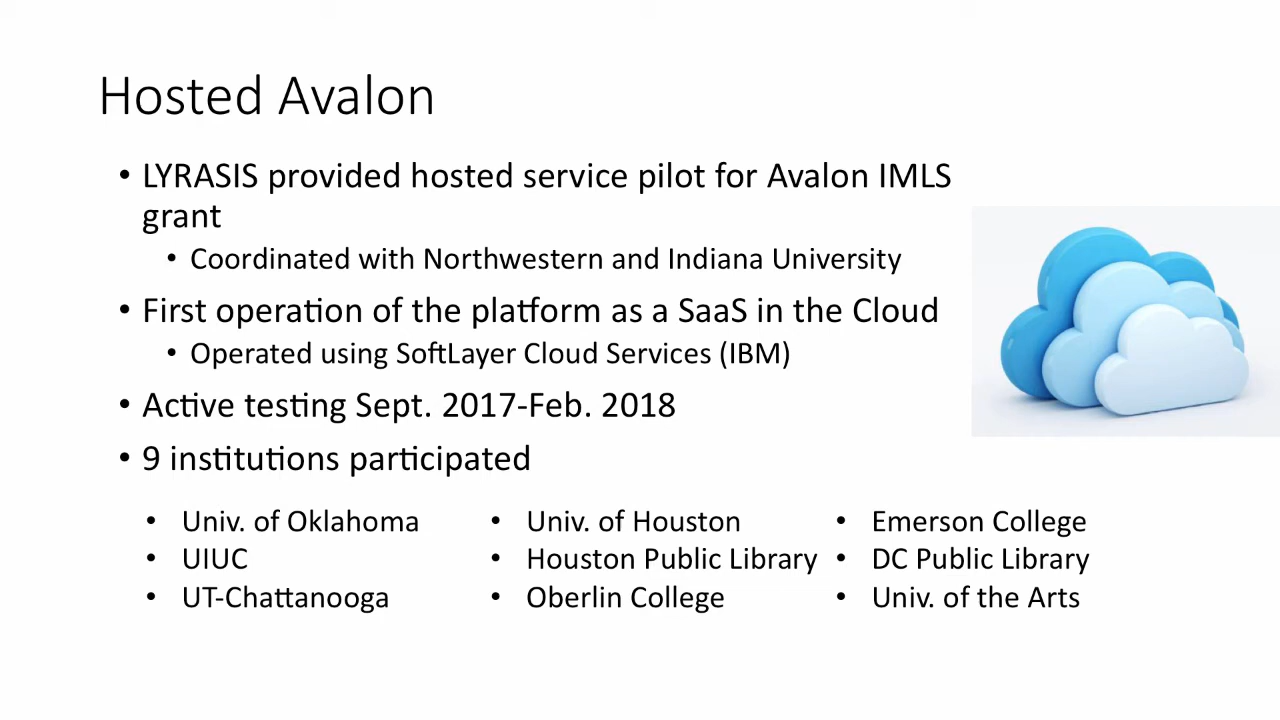 Hosted Avalon
• LYRASIS provided hosted service pilot for Avalon IMLS
grant
• Coordinated with Northwestern and Indiana University
• First operation of the platform as a SaaS in the Cloud
• Operated using SoftLayer Cloud Services (IBM)
• Active testing Sept. 2017-Feb. 2018
• 9 institutions participated
• Univ. of Oklahoma
• UIUC
• UT-Chattanooga
• Univ. of Houston
• Houston Public Library
• Oberlin College
• Emerson College
• DC Public Library
• Univ. of the Arts